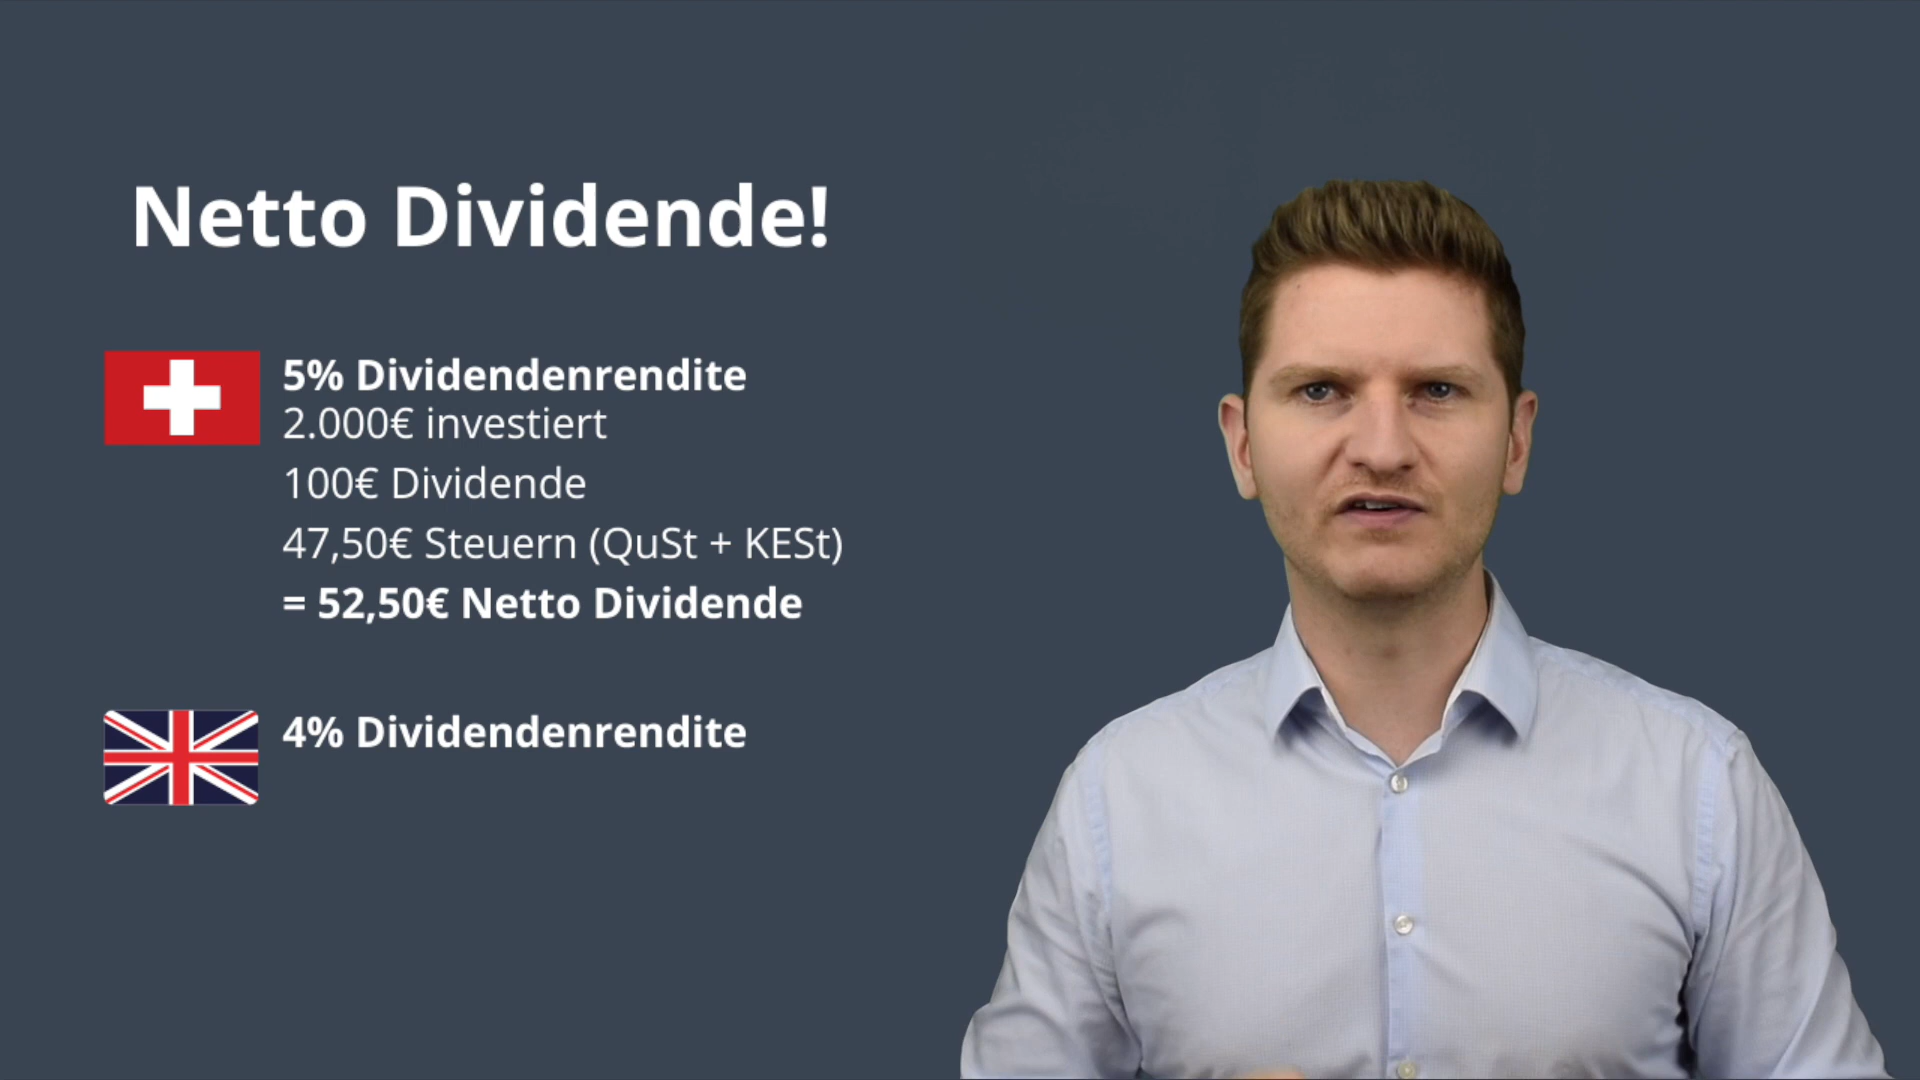 Netto Dividende!
5% Dividendenrendite
2.000€ investiert
100€ Dividende
47,50€ Steuern (QuSt + KESt)
= 52,50€ Netto Dividende
4% Dividendenrendite